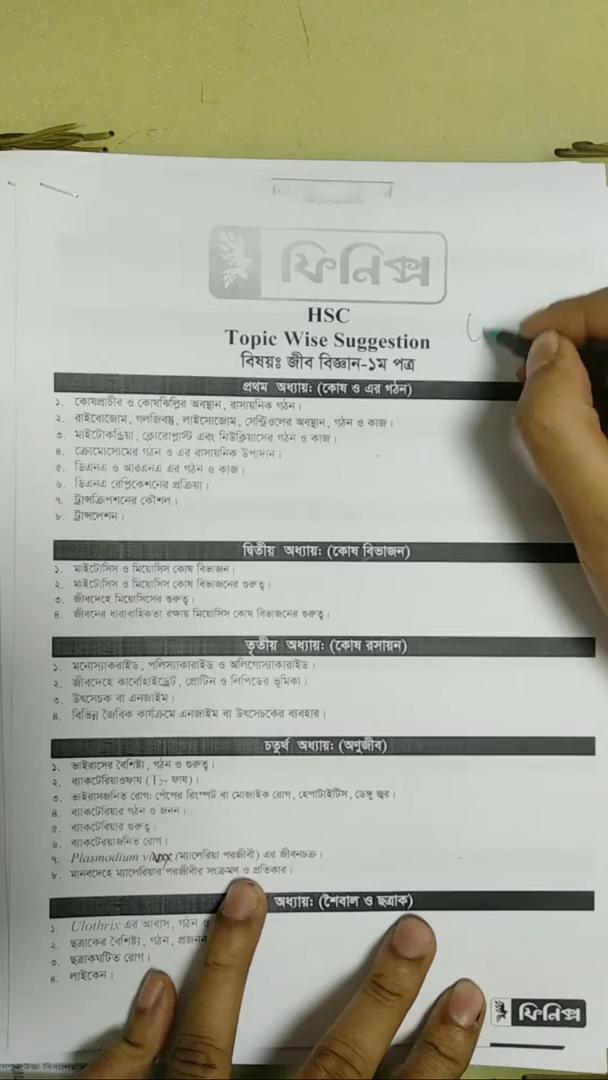 ফিনিক্স
HSC
Topic Wise Suggestion
বিষয়ঃ জীব বিজ্ঞান-১ম পত্র
প্রথম অধ্যায়: (কোষ ও এর গঠন)
১. কোষপ্রাচীর ও কোষঝিল্লির অবস্থান, রাসায়নিক গঠন।
২. রাইবোজোম, গলজিবস্তু, লাইসোজোম, সেন্ট্রিওলের অবস্থান, গঠন ও কাজ।
৩. মাইটোকন্ড্রিয়া, ক্লোরোপ্লাস্ট এবং নিউক্লিয়াসের গঠন ও কাজ।
৪. ক্রোমোসোমের গঠন ও এর রাসায়নিক উপাদান।
৫. ডিএনএ ও আরএনএ এর গঠন ও কাজ।
৬. ডিএনএ রেপ্লিকেশনের প্রক্রিয়া।
৭. ট্রান্সক্রিপশনের কৌশল।
৮. ট্রান্সলেশন।
দ্বিতীয় অধ্যায়: (কোষ বিভাজন)
১. মাইটোসিস ও মিয়োসিস কোষ বিভাজন।
২. মাইটোসিস ও মিয়োসিস কোষ বিভাজনের গুরুত্ব।
৩. জীবদেহে মিয়োসিসের গুরুত্ব।
৪. জীবনের ধারাবাহিকতা রক্ষায় মিয়োসিস কোষ বিভাজনের গুরুত্ব।
তৃতীয় অধ্যায়: (কোষ রসায়ন)
১. মনোস্যাকরাইড, পলিস্যাকারাইড ও অলিগোস্যাকারাইড।
২. জীবদেহে কার্বোহাইড্রেট, প্রোটিন ও লিপিডের ভূমিকা।
৩. উৎসেচক বা এনজাইম।
৪. বিভিন্ন জৈবিক কার্যক্রমে এনজাইম বা উৎসেচকের ব্যবহার।
চতুর্থ অধ্যায়: (অণুজীব)
১. ভাইরাসের বৈশিষ্ট্য, গঠন ও গুরুত্ব।
২. ব্যাকটেরিয়াওফায (T₂- ফায)।
৩. ভাইরাসজনিত রোগ: পেঁপের রিংস্পট বা মোজাইক রোগ, হেপাটাইটিস, ডেঙ্গু জ্বর।
৪. ব্যাকটেরিয়ার গঠন ও জনন।
৫. ব্যাকটেরিয়ার গুরুত্ব।
৬. ব্যাকটেরয়াজনিত রোগ।
৭. Plasmodium vivax (ম্যালেরিয়া পরজীবী) এর জীবনচক্র।
৮. মানবদেহে ম্যালেরিয়ার পরজীবীর সংক্রমণ ও প্রতিকার।
অধ্যায়: (শৈবাল ও ছত্রাক)
১. Ulothrix এর আবাস, গঠন
২. ছত্রাকের বৈশিষ্ট্য, গঠন, প্রজনন
৩. ছত্রাকঘটিত রোগ।
৪. লাইকেন।
ফিনিক্স